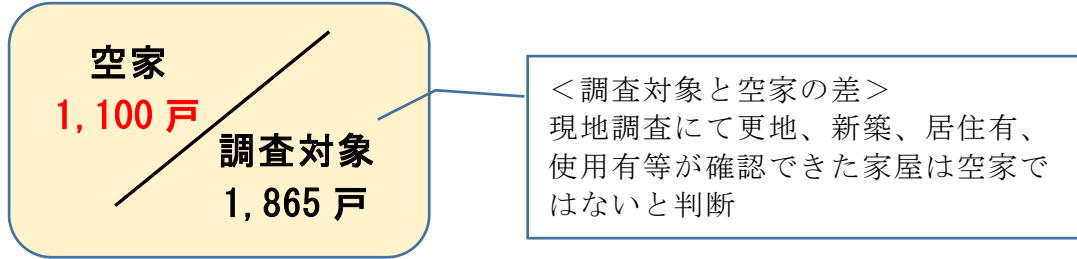 空家
1,100 戸
調査対象
1,865 戸
＜調査対象と空家の差＞
現地調査にて更地、新築、居住有、
使用有等が確認できた家屋は空家で
はないと判断